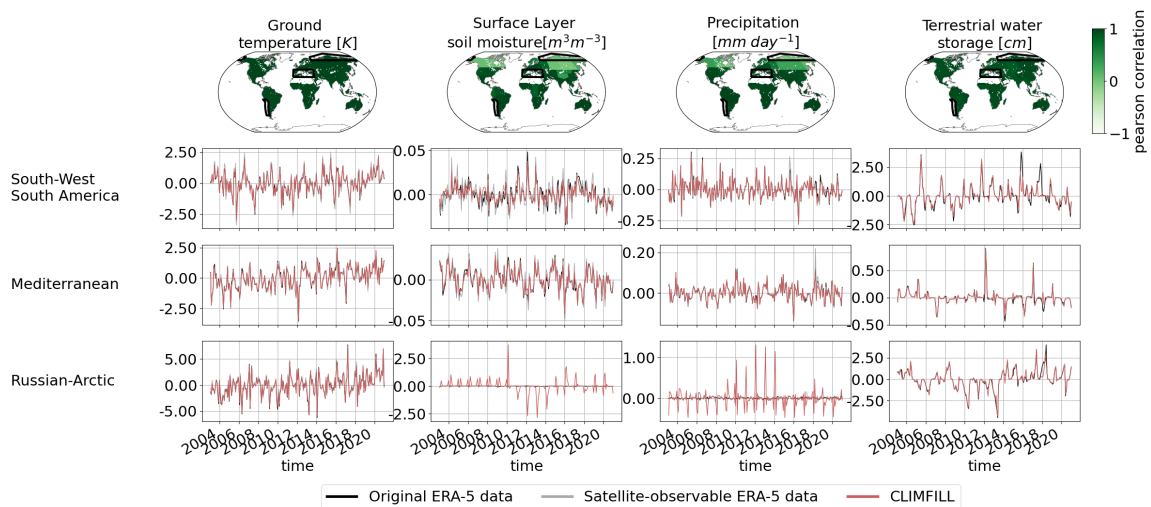 Ground
temperature [K]
Surface Layer
soil moisture[m³m⁻³]
Precipitation
[mm day⁻¹]
Terrestrial water
storage [cm]
1
0
−1
pearson correlation
South-West
South America
2.50
0.00
-2.50
0.05
0.00
0.25
0.00
-0.25
2.50
0.00
-2.50
Mediterranean
2.50
0.00
-2.50
0.00
-0.05
0.20
0.00
0.50
0.00
-0.50
Russian-Arctic
5.00
0.00
-5.00
2.50
0.00
-2.50
1.00
0.00
2.50
0.00
-2.50
2004 2006 2008 2010 2012 2014 2016 2018 2020
2004 2006 2008 2010 2012 2014 2016 2018 2020
2004 2006 2008 2010 2012 2014 2016 2018 2020
2004 2006 2008 2010 2012 2014 2016 2018 2020
time
time
time
time
Original ERA-5 data
Satellite-observable ERA-5 data
CLIMFILL